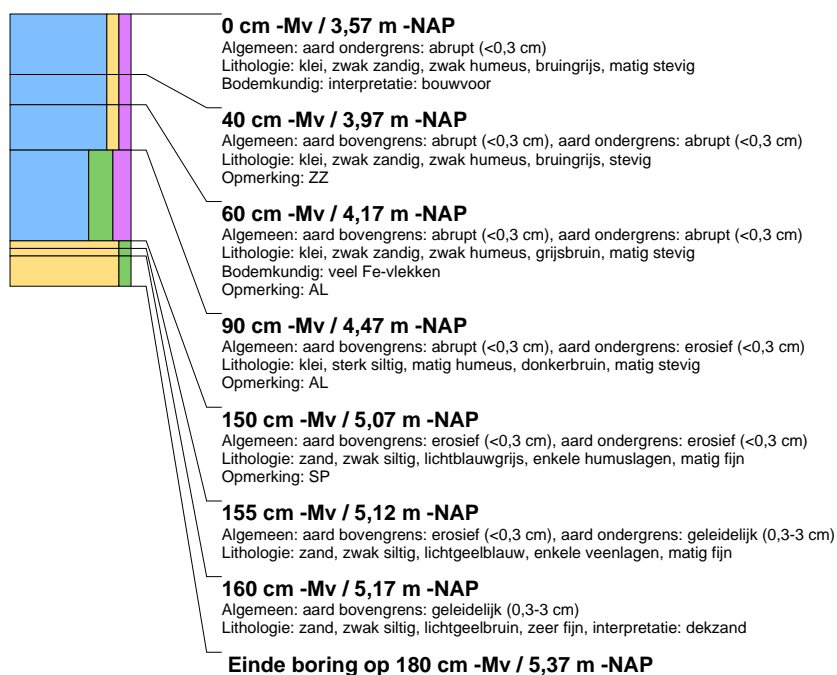 0 cm -Mv / 3,57 m -NAP
Algemeen: aard ondergrens: abrupt (<0,3 cm)
Lithologie: klei, zwak zandig, zwak humeus, bruingrijs, matig stevig
Bodemkundig: interpretatie: bouwvoor
40 cm -Mv / 3,97 m -NAP
Algemeen: aard bovengrens: abrupt (<0,3 cm), aard ondergrens: abrupt (<0,3 cm)
Lithologie: klei, zwak zandig, zwak humeus, bruingrijs, stevig
Opmerking: ZZ
60 cm -Mv / 4,17 m -NAP
Algemeen: aard bovengrens: abrupt (<0,3 cm), aard ondergrens: abrupt (<0,3 cm)
Lithologie: klei, zwak zandig, zwak humeus, grijsbruin, matig stevig
Bodemkundig: veel Fe-vlekken
Opmerking: AL
90 cm -Mv / 4,47 m -NAP
Algemeen: aard bovengrens: abrupt (<0,3 cm), aard ondergrens: erosief (<0,3 cm)
Lithologie: klei, sterk siltig, matig humeus, donkerbruin, matig stevig
Opmerking: AL
150 cm -Mv / 5,07 m -NAP
Algemeen: aard bovengrens: erosief (<0,3 cm), aard ondergrens: erosief (<0,3 cm)
Lithologie: zand, zwak siltig, lichtblauwgrijs, enkele humuslagen, matig fijn
Opmerking: SP
155 cm -Mv / 5,12 m -NAP
Algemeen: aard bovengrens: erosief (<0,3 cm), aard ondergrens: geleidelijk (0,3-3 cm)
Lithologie: zand, zwak siltig, lichtgeelblauw, enkele veenlagen, matig fijn
160 cm -Mv / 5,17 m -NAP
Algemeen: aard bovengrens: geleidelijk (0,3-3 cm)
Lithologie: zand, zwak siltig, lichtgeelbruin, zeer fijn, interpretatie: dekzand
Einde boring op 180 cm -Mv / 5,37 m -NAP